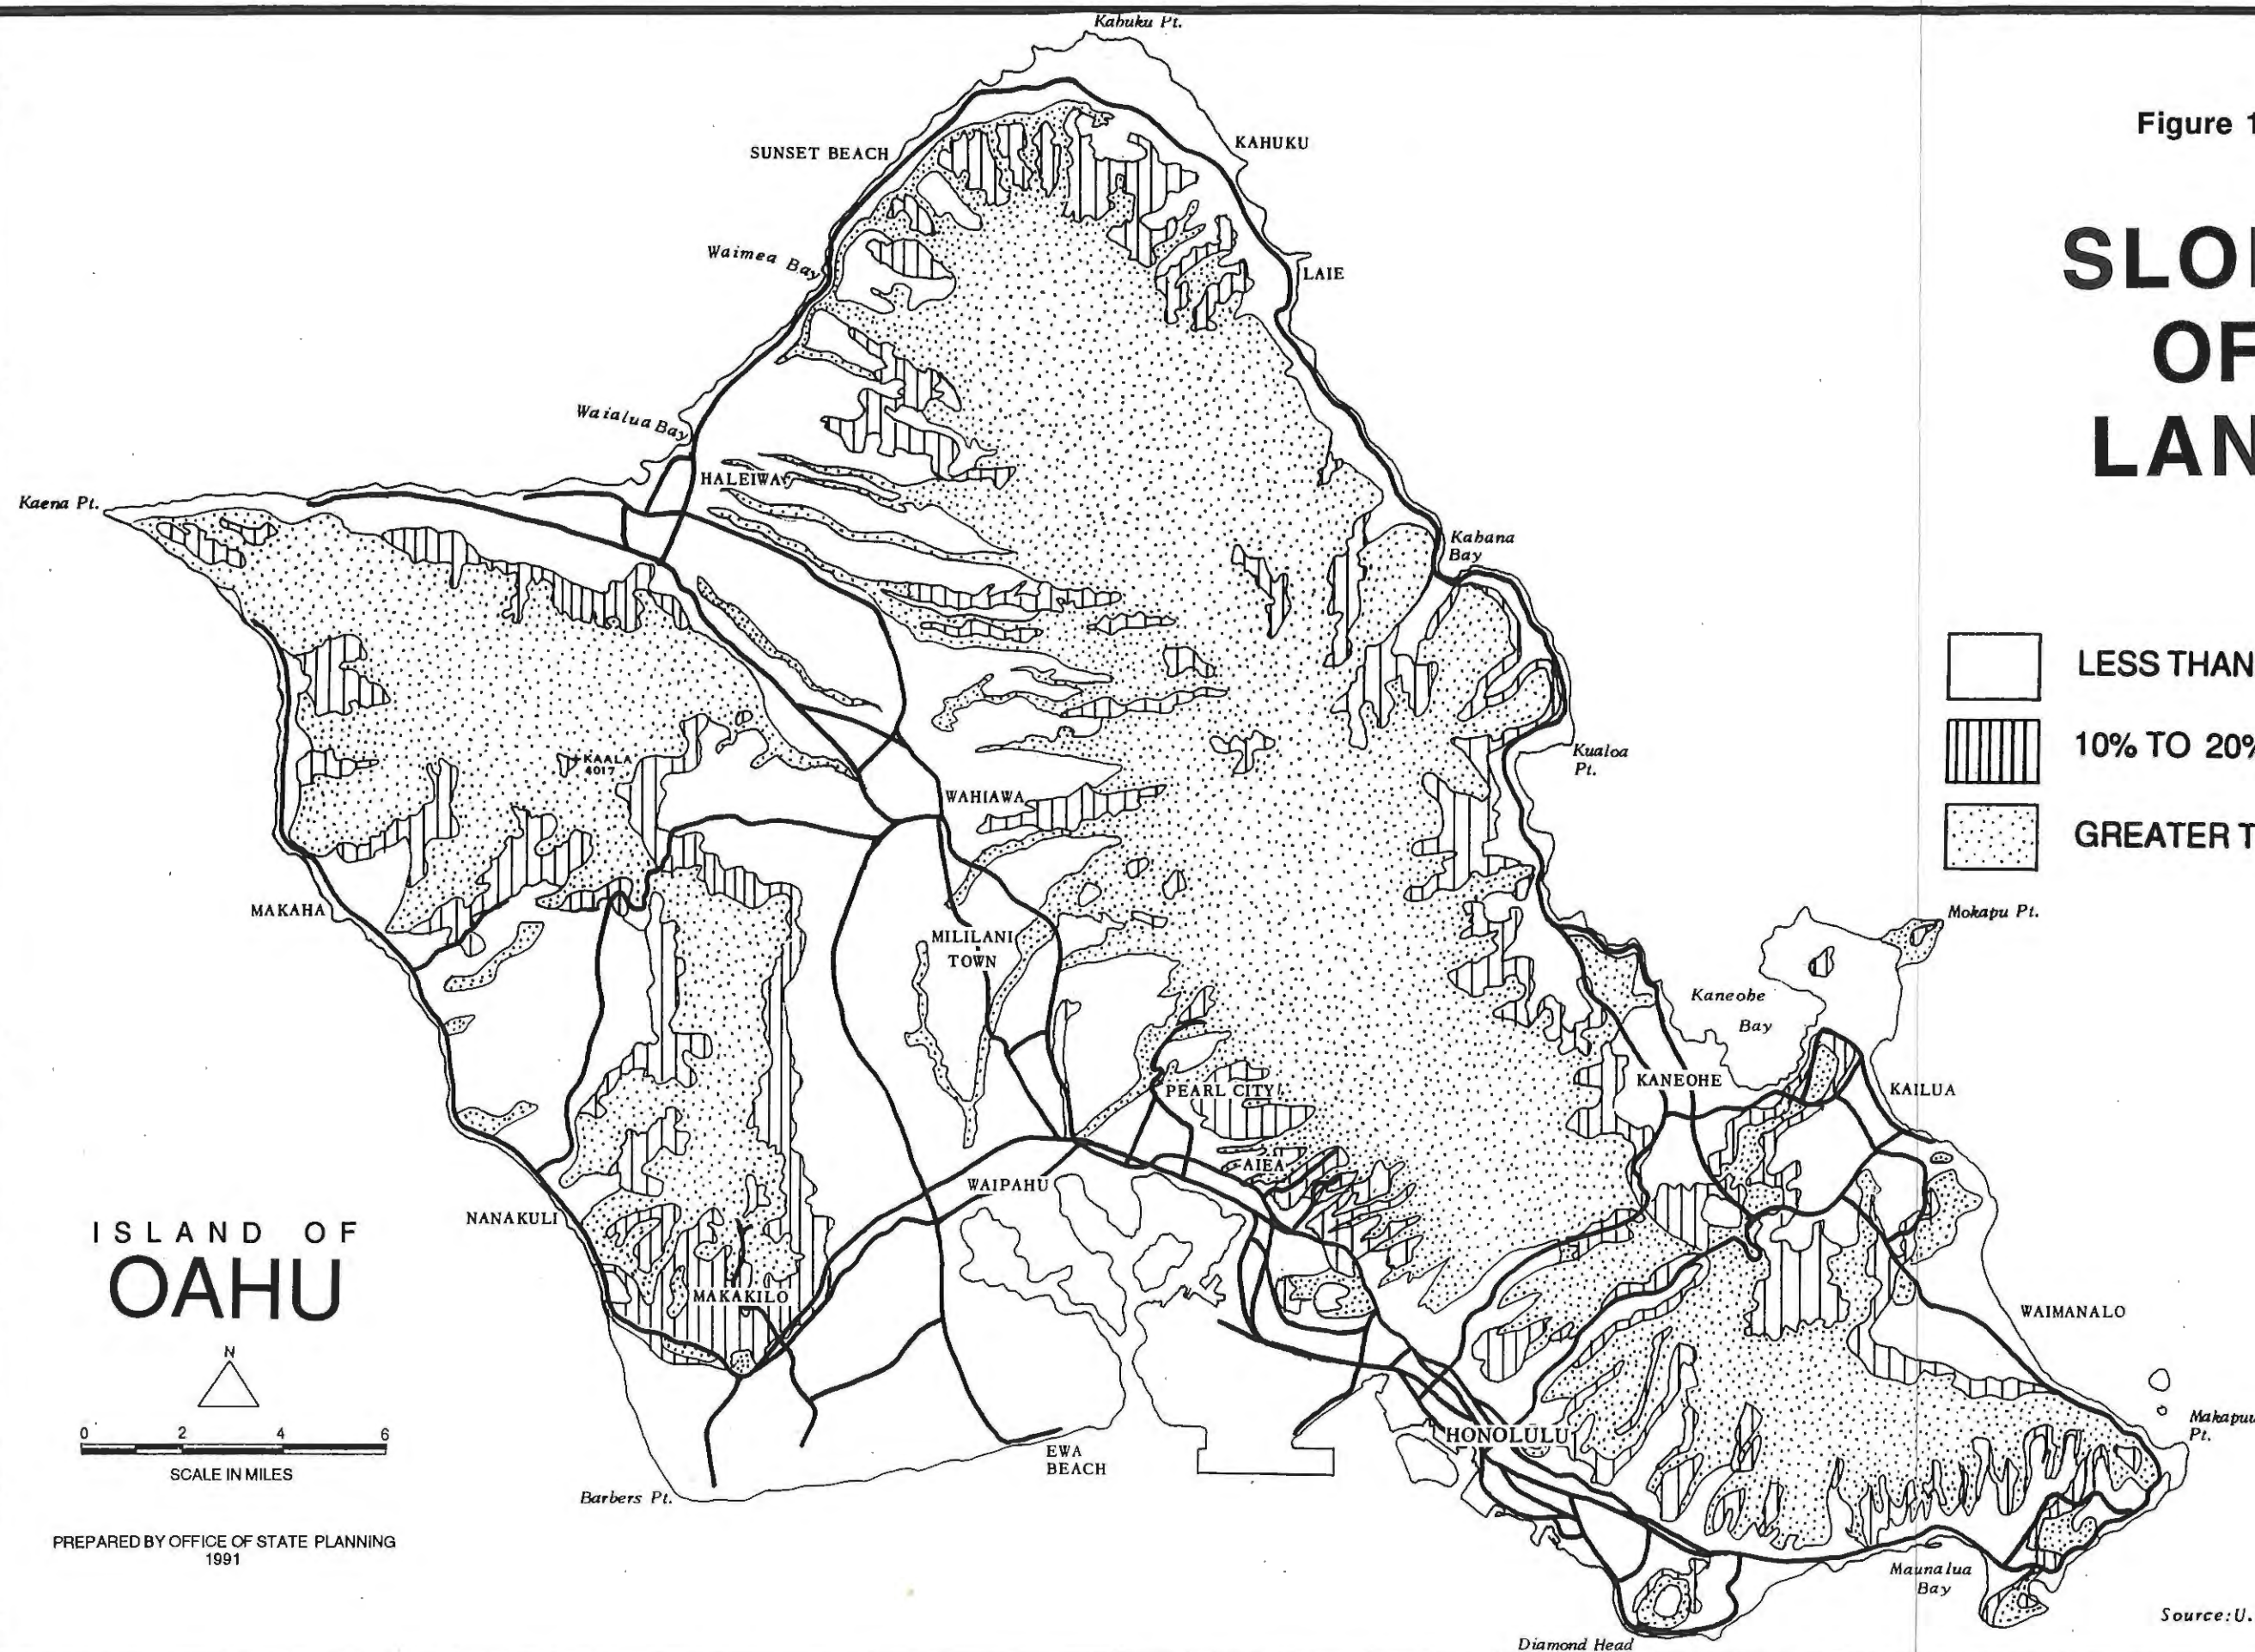 Kahuku Pt.
Figure 1
SUNSET BEACH
KAHUKU
Waimea Bay
LAIE
SLO
OF
LAN
Waialua Bay
HALEIWA
Kaena Pt.
Kahana
Bay
LESS THAN
10% TO 20%
GREATER T
KAALA
4017
Kualoa
Pt.
WAHIAWA
MAKAHA
MILILANI
TOWN
Mokapu Pt.
Kaneohe
Bay
PEARL CITY
KANEOHE
KAILUA
AIEA
WAIPAHU
NANAKULI
ISLAND OF
OAHU
MAKAKILO
WAIMANALO
N
0 2 4 6
SCALE IN MILES
HONOLULU
Makapuu
Pt.
EWA
BEACH
Barbers Pt.
PREPARED BY OFFICE OF STATE PLANNING
1991
Maunalua
Bay
Source: U.
Diamond Head